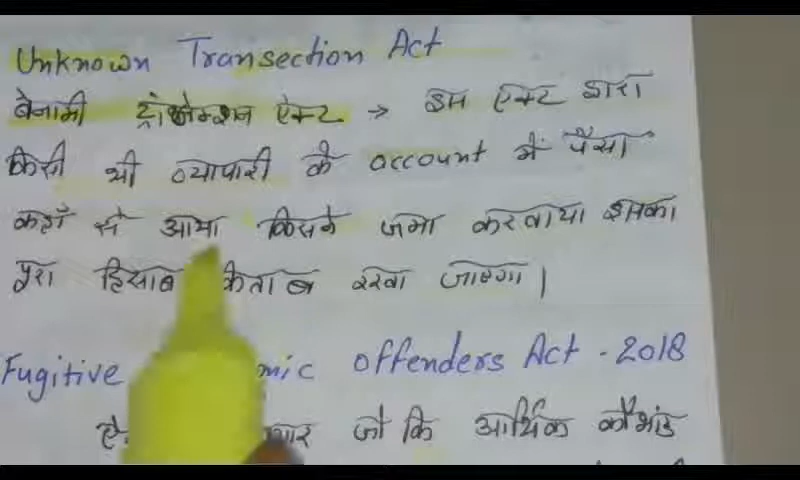 Unknown Transection Act
बेनामी ट्रांजेक्शन ऐक्ट → इस एक्ट द्वारा
किसी भी व्यापारी के account में पैसा
कहाँ से आया किसने जमा करवाया इसका
पुरा हिसाब किताब रखा जाएगा।
Fugitive offenders Act - 2018
जो कि आर्थिक